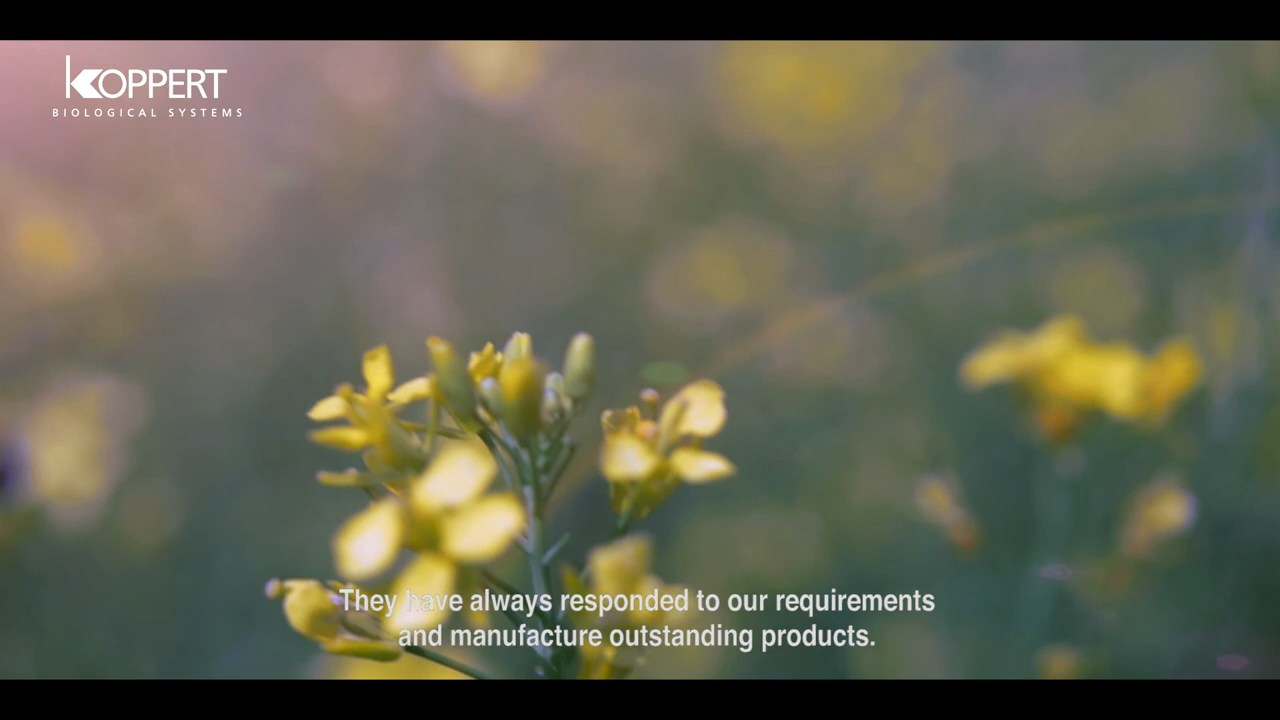 KOPPERT
BIOLOGICAL SYSTEMS
They have always responded to our requirements
and manufacture outstanding products.